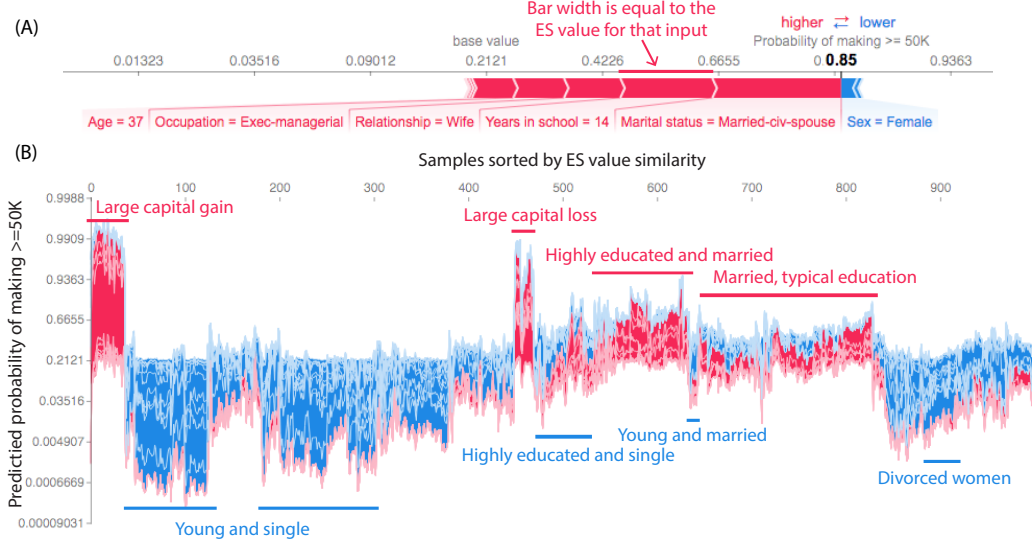 (A)
Bar width is equal to the
ES value for that input
higher ⇄ lower
base value
Probability of making >= 50K
0.01323 0.03516 0.09012 0.2121 0.4226 0.6655 0 0.85 0.9363
Age = 37 Occupation = Exec-managerial Relationship = Wife Years in school = 14 Marital status = Married-civ-spouse Sex = Female
(B)
Samples sorted by ES value similarity
0 100 200 300 400 500 600 700 800 900
Predictied probability of making >=50K
0.9988
0.9909
0.9363
0.6655
0.2121
0.03516
0.004907
0.0006669
0.00009031
Large capital gain
Large capital loss
Highly educated and married
Married, typical education
Young and married
Highly educated and single
Divorced women
Young and single